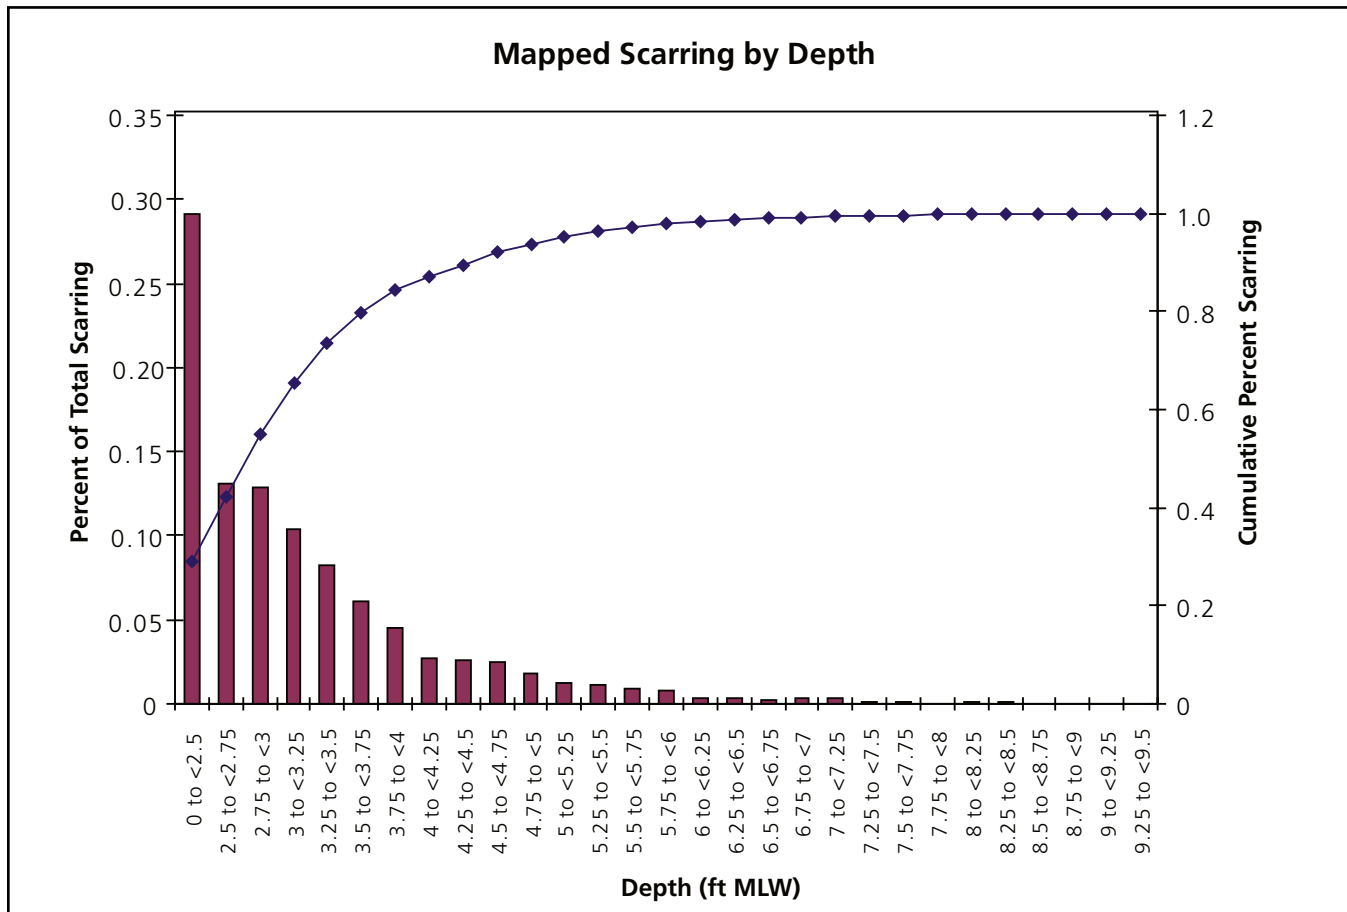 Mapped Scarring by Depth
0.35
0.30
0.25
0.20
0.15
0.10
0.05
0
Percent of Total Scarring
1.2
1.0
0.8
0.6
0.4
0.2
0
Cumulative Percent Scarring
0 to <2.5
2.5 to <2.75
2.75 to <3
3 to <3.25
3.25 to <3.5
3.5 to <3.75
3.75 to <4
4 to <4.25
4.25 to <4.5
4.5 to <4.75
4.75 to <5
5 to <5.25
5.25 to <5.5
5.5 to <5.75
5.75 to <6
6 to <6.25
6.25 to <6.5
6.5 to <6.75
6.75 to <7
7 to <7.25
7.25 to <7.5
7.5 to <7.75
7.75 to <8
8 to <8.25
8.25 to <8.5
8.5 to <8.75
8.75 to <9
9 to <9.25
9.25 to <9.5
Depth (ft MLW)